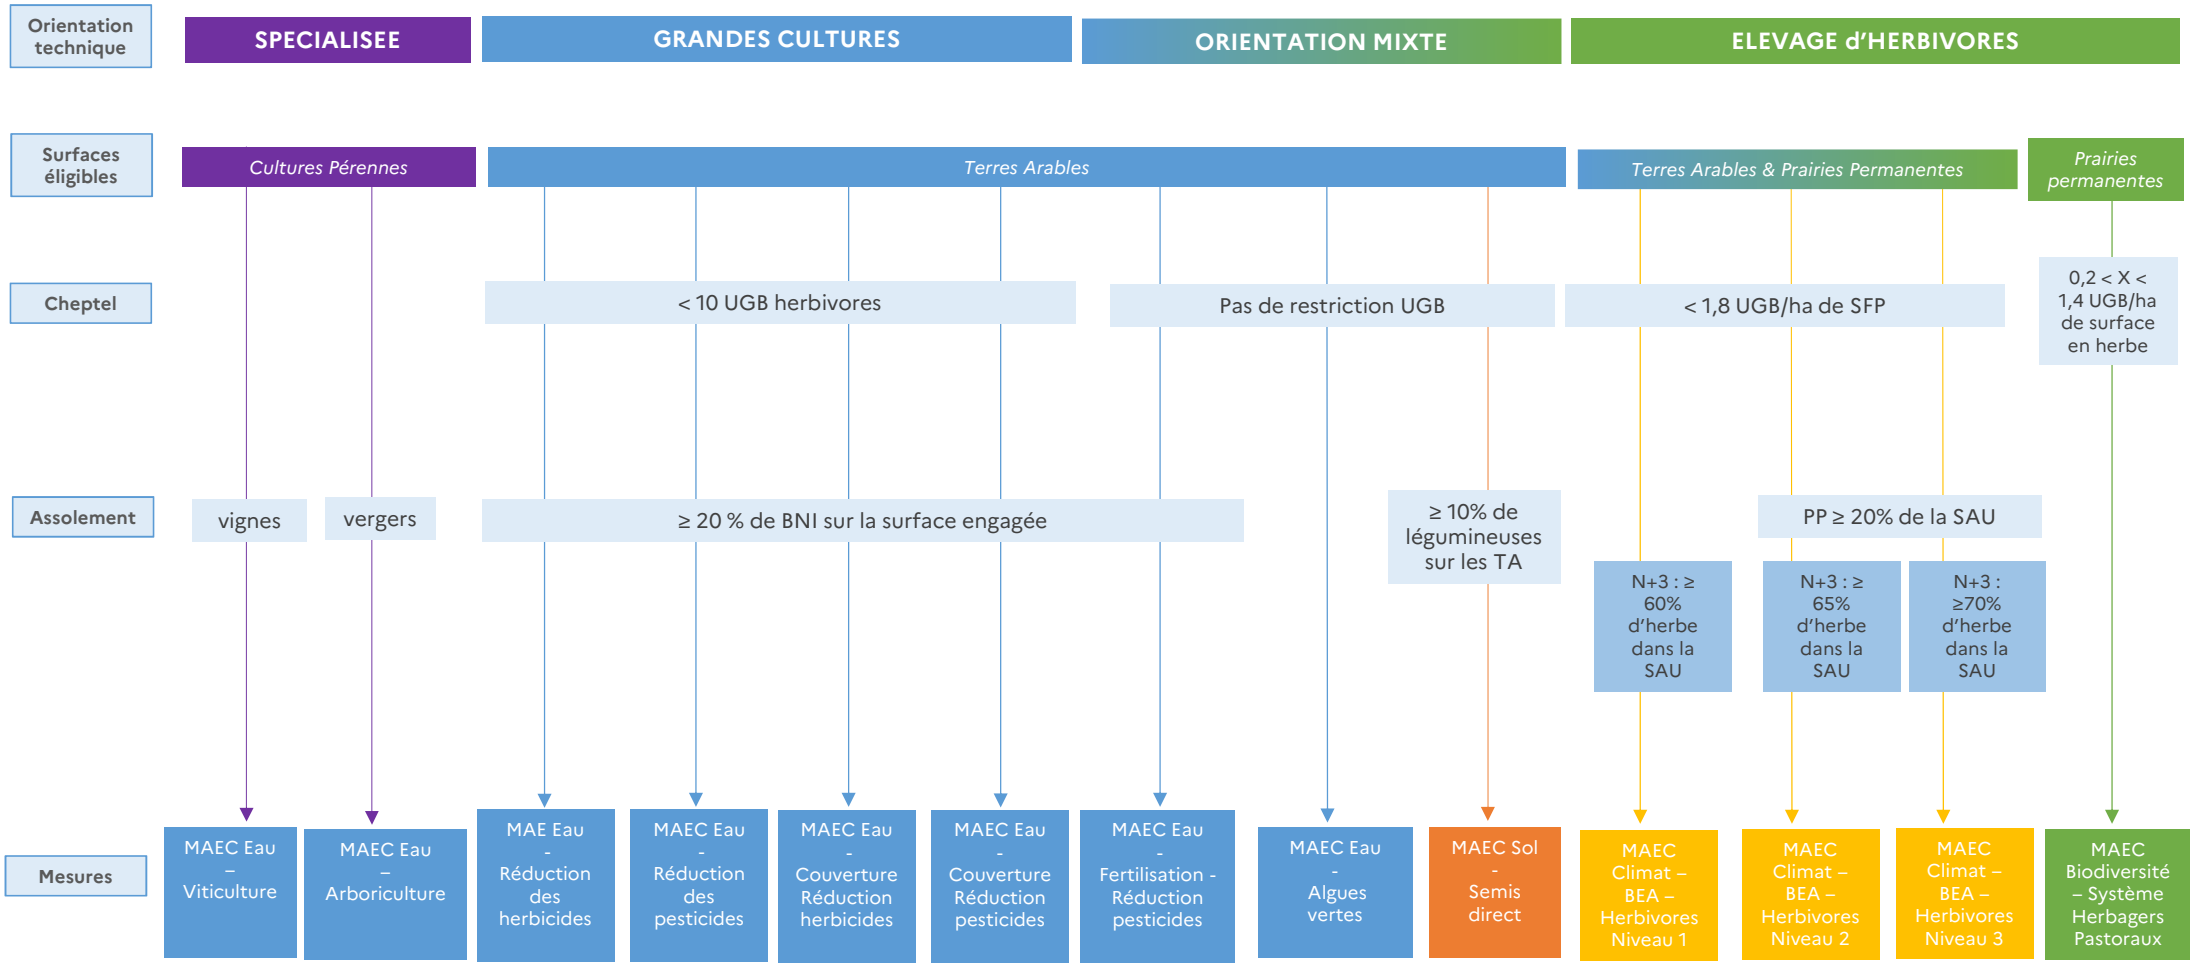 Orientation
technique
SPECIALISEE
GRANDES CULTURES
ORIENTATION MIXTE
ELEVAGE d'HERBIVORES
Surfaces
éligibles
Cultures Pérennes
Terres Arables
Terres Arables & Prairies Permanentes
Prairies
permanentes
Cheptel
< 10 UGB herbivores
Pas de restriction UGB
< 1,8 UGB/ha de SFP
0,2 < X <
1,4 UGB/ha
de surface
en herbe
Assolement
vignes
vergers
≥ 20 % de BNI sur la surface engagée
≥ 10% de
légumineuses
sur les TA
PP ≥ 20% de la SAU
N+3 : ≥
60%
d'herbe
dans la
SAU
N+3 : ≥
65%
d'herbe
dans la
SAU
N+3 :
≥70%
d'herbe
dans la
SAU
Mesures
MAEC Eau
–
Viticulture
MAEC Eau
–
Arboriculture
MAE Eau
-
Réduction
des
herbicides
MAEC Eau
-
Réduction
des
pesticides
MAEC Eau
-
Couverture
Réduction
herbicides
MAEC Eau
-
Couverture
Réduction
pesticides
MAEC Eau
-
Fertilisation -
Réduction
pesticides
MAEC Eau
-
Algues
vertes
MAEC Sol
-
Semis
direct
MAEC
Climat –
BEA –
Herbivores
Niveau 1
MAEC
Climat –
BEA –
Herbivores
Niveau 2
MAEC
Climat –
BEA –
Herbivores
Niveau 3
MAEC
Biodiversité
– Système
Herbagers
Pastoraux